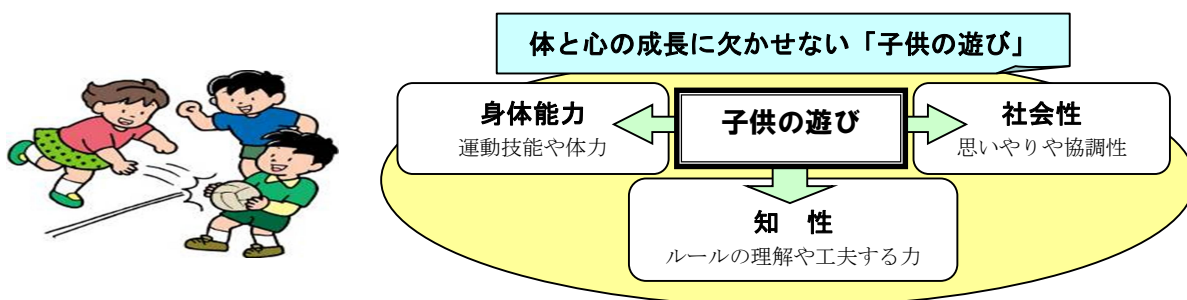 体と心の成長に欠かせない「子供の遊び」
身体能力
運動技能や体力
子供の遊び
社会性
思いやりや協調性
知 性
ルールの理解や工夫する力